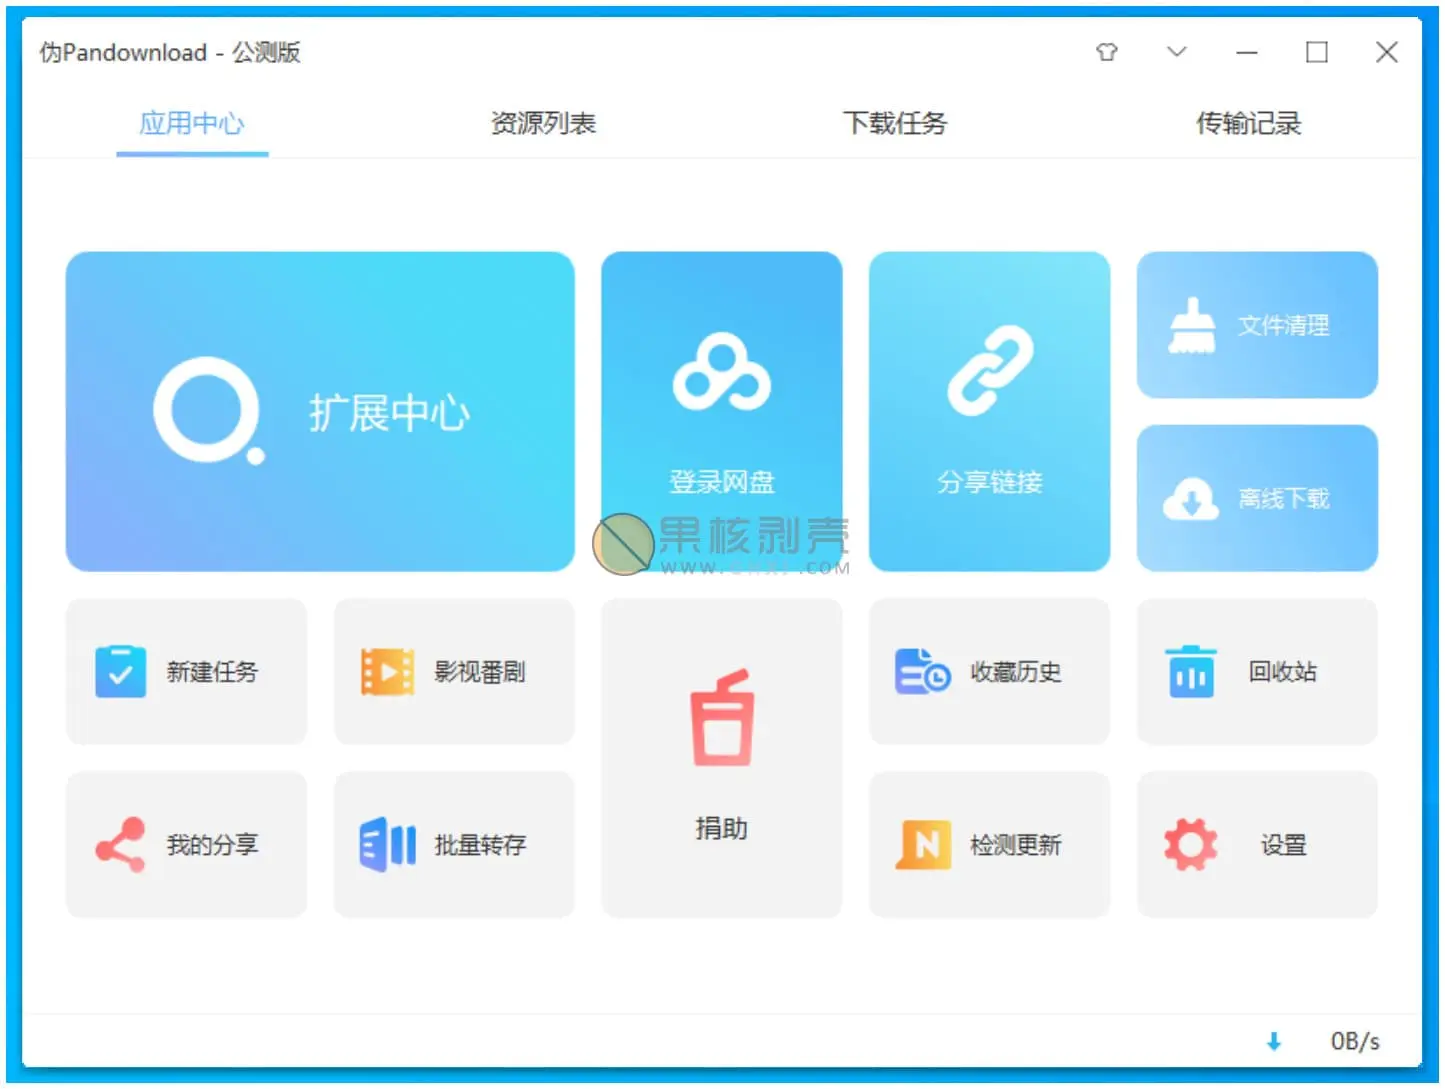 伪Pandownload - 公测版
应用中心
资源列表
下载任务
传输记录
扩展中心
登录网盘
分享链接
文件清理
离线下载
果核剥壳
新建任务
影视番剧
捐助
收藏历史
回收站
我的分享
批量转存
检测更新
设置
0B/s